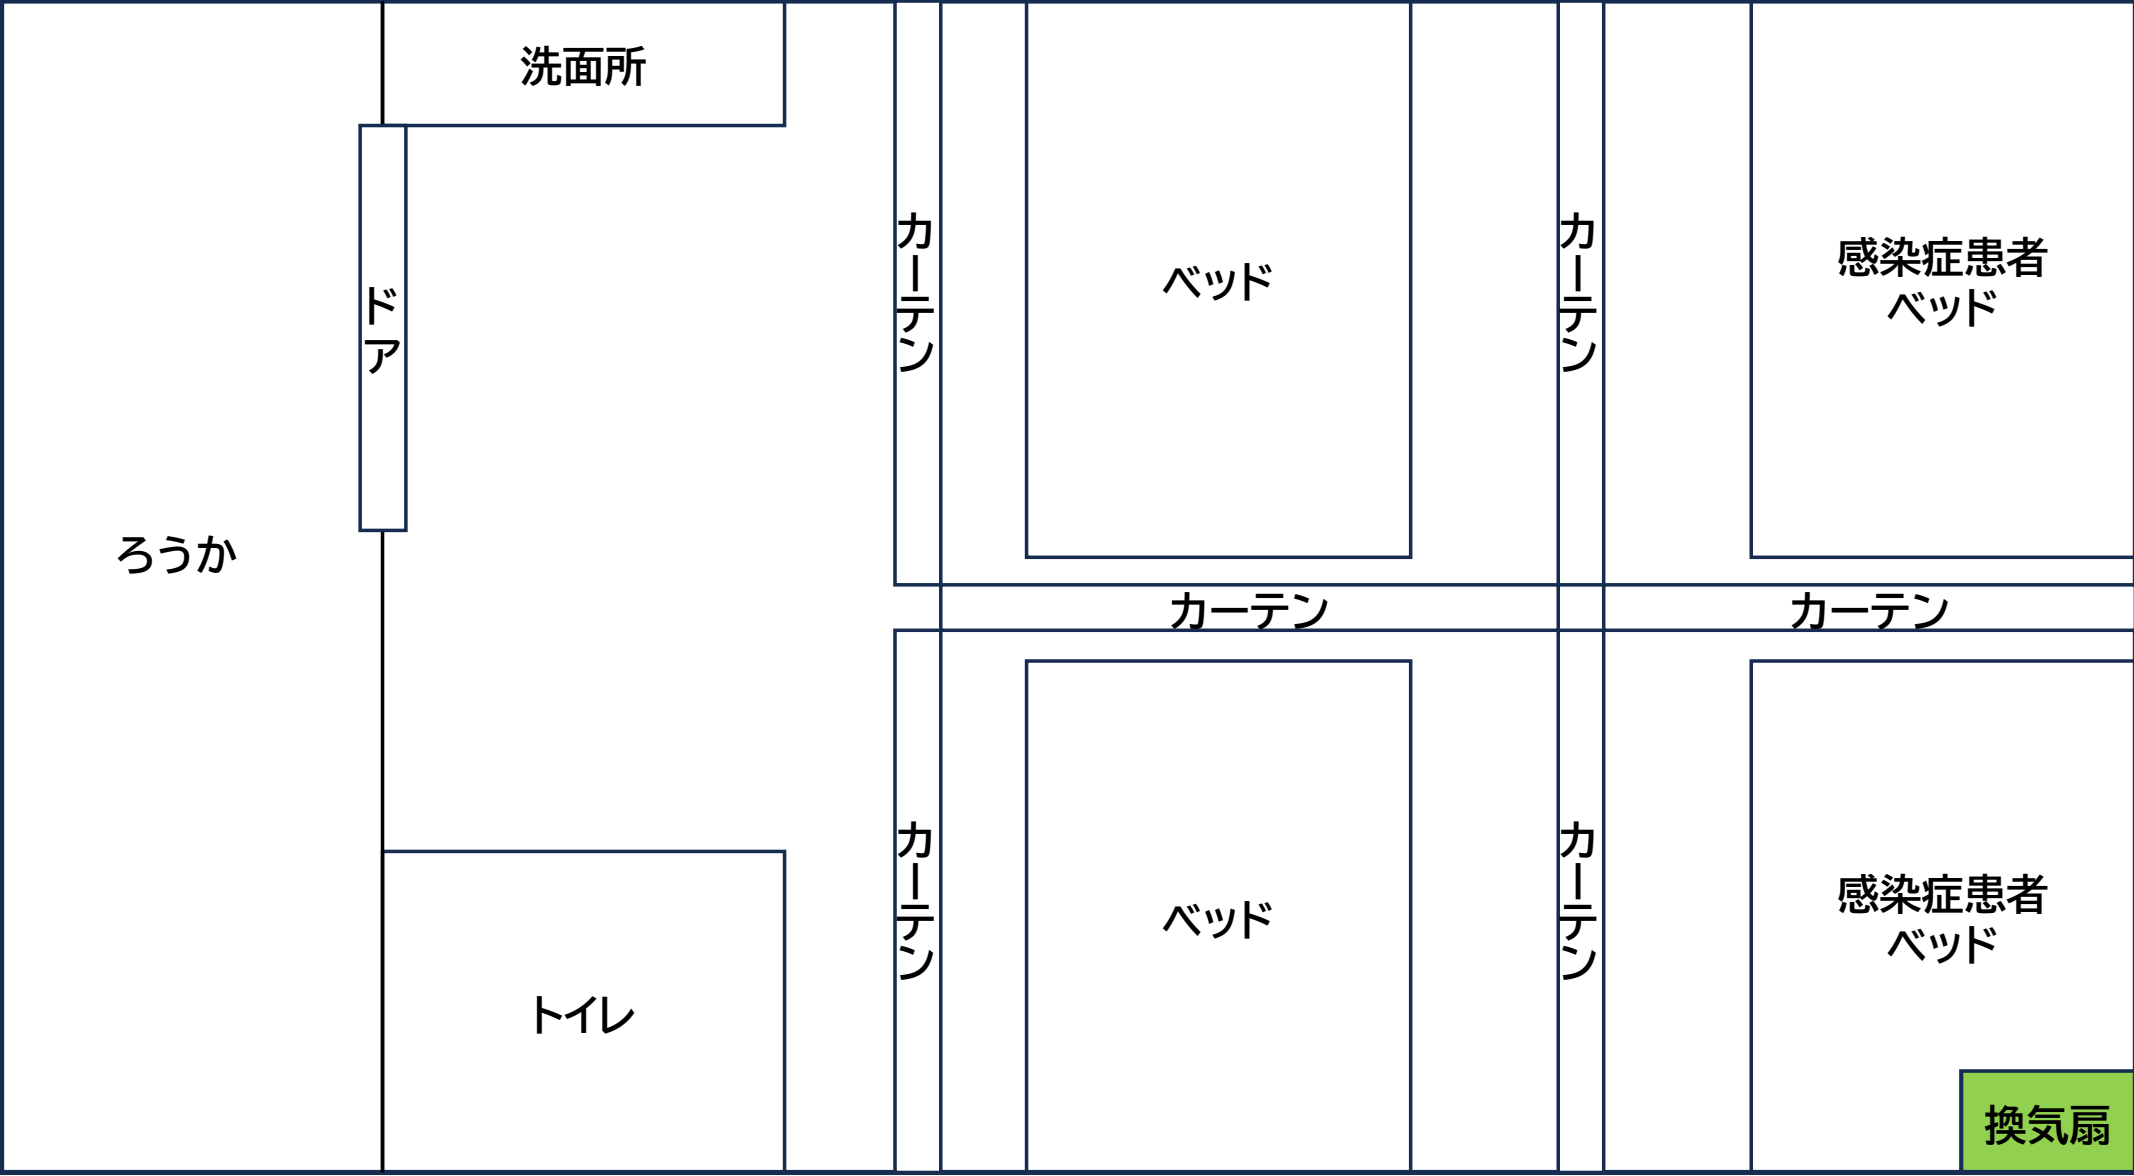 洗面所
カーテン
ベッド
カーテン
感染症患者
ベッド
ドア
ろうか
カーテン
カーテン
カーテン
ベッド
カーテン
感染症患者
ベッド
トイレ
換気扇